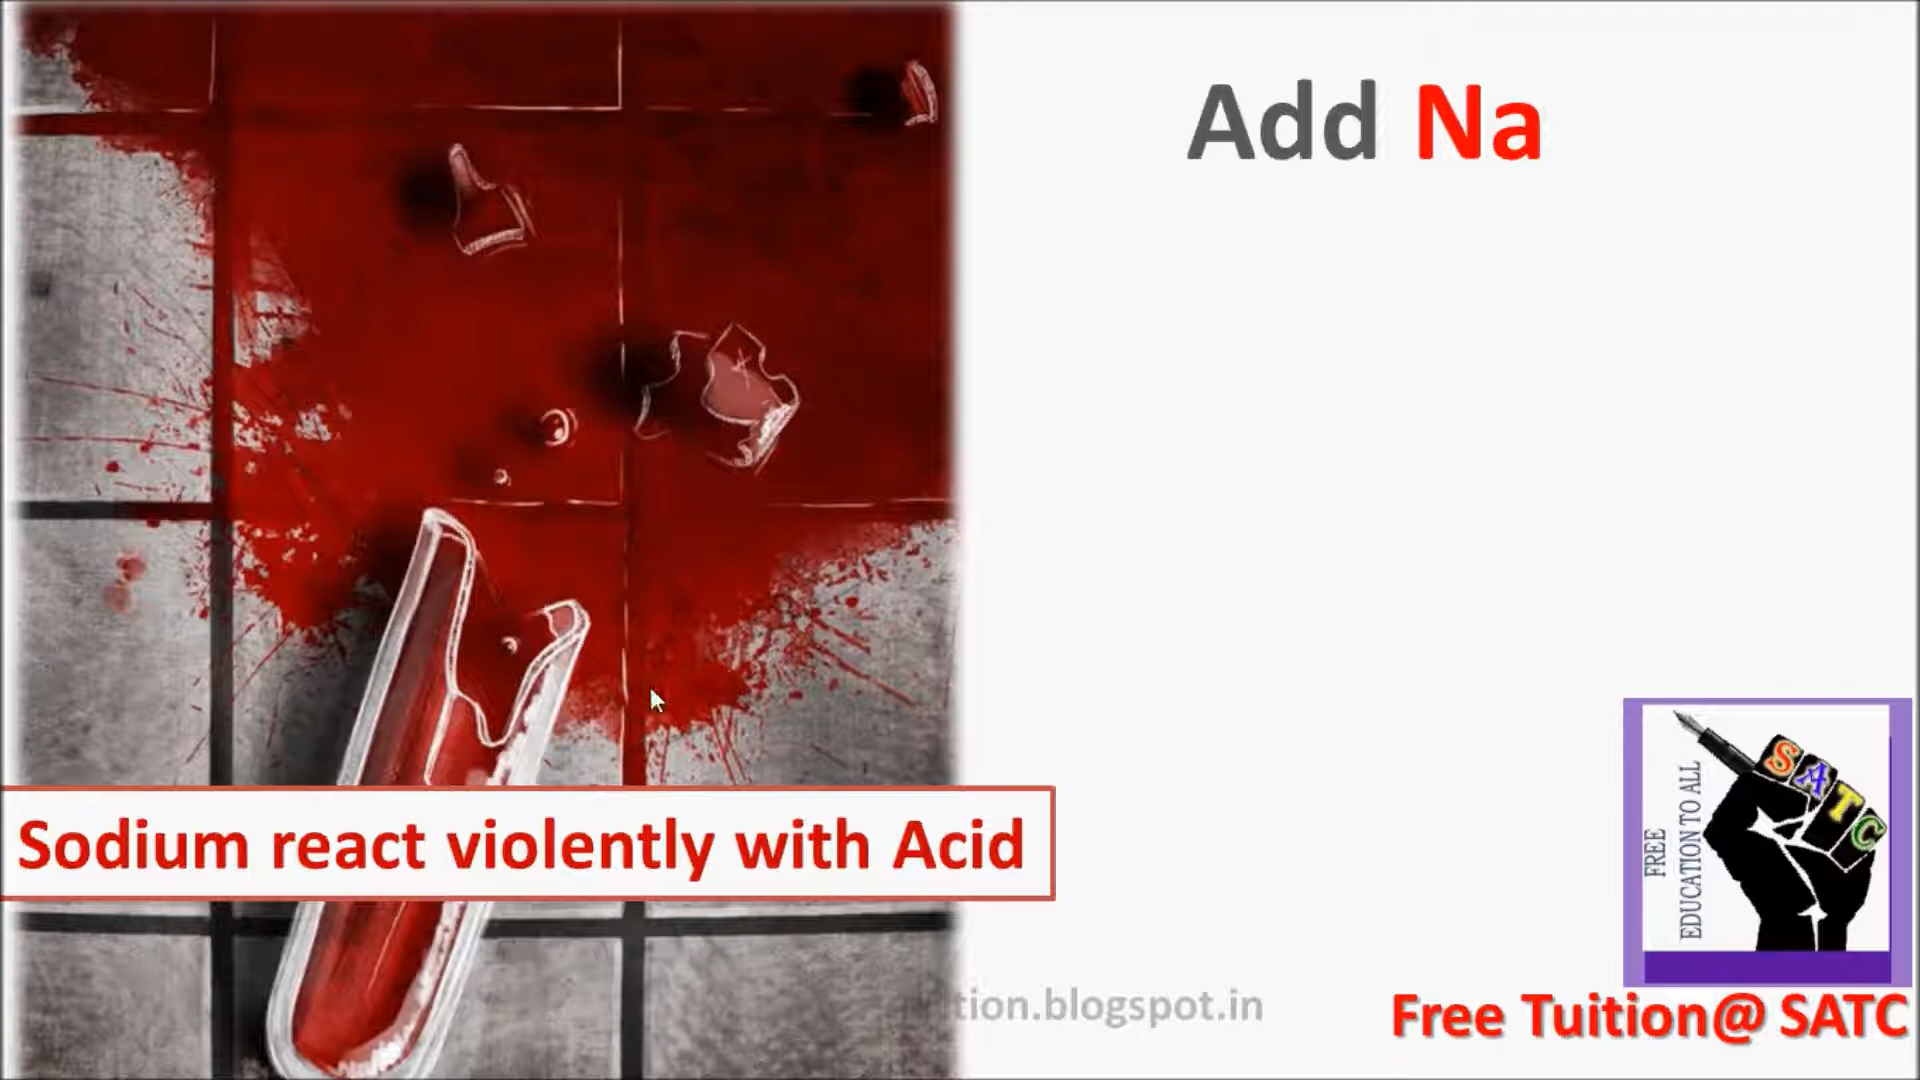 Add Na
Sodium react violently with Acid
FREE
EDUCATION TO ALL
SATC
tion.blogspot.in
Free Tuition@ SATC